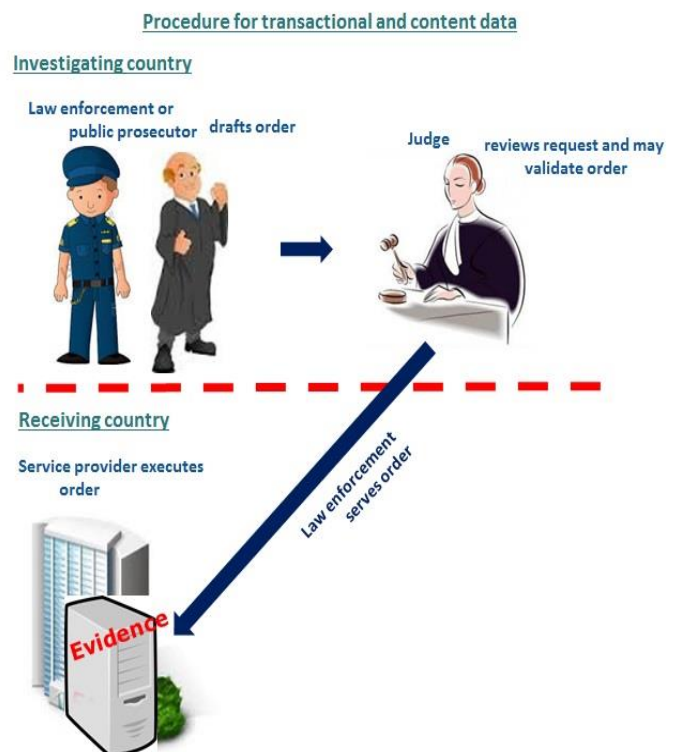 Procedure for transactional and content data
Investigating country
Law enforcement or
public prosecutor
drafts order
Judge
reviews request and may
validate order
Receiving country
Service provider executes
order
Law enforcement
serves order
Evidence